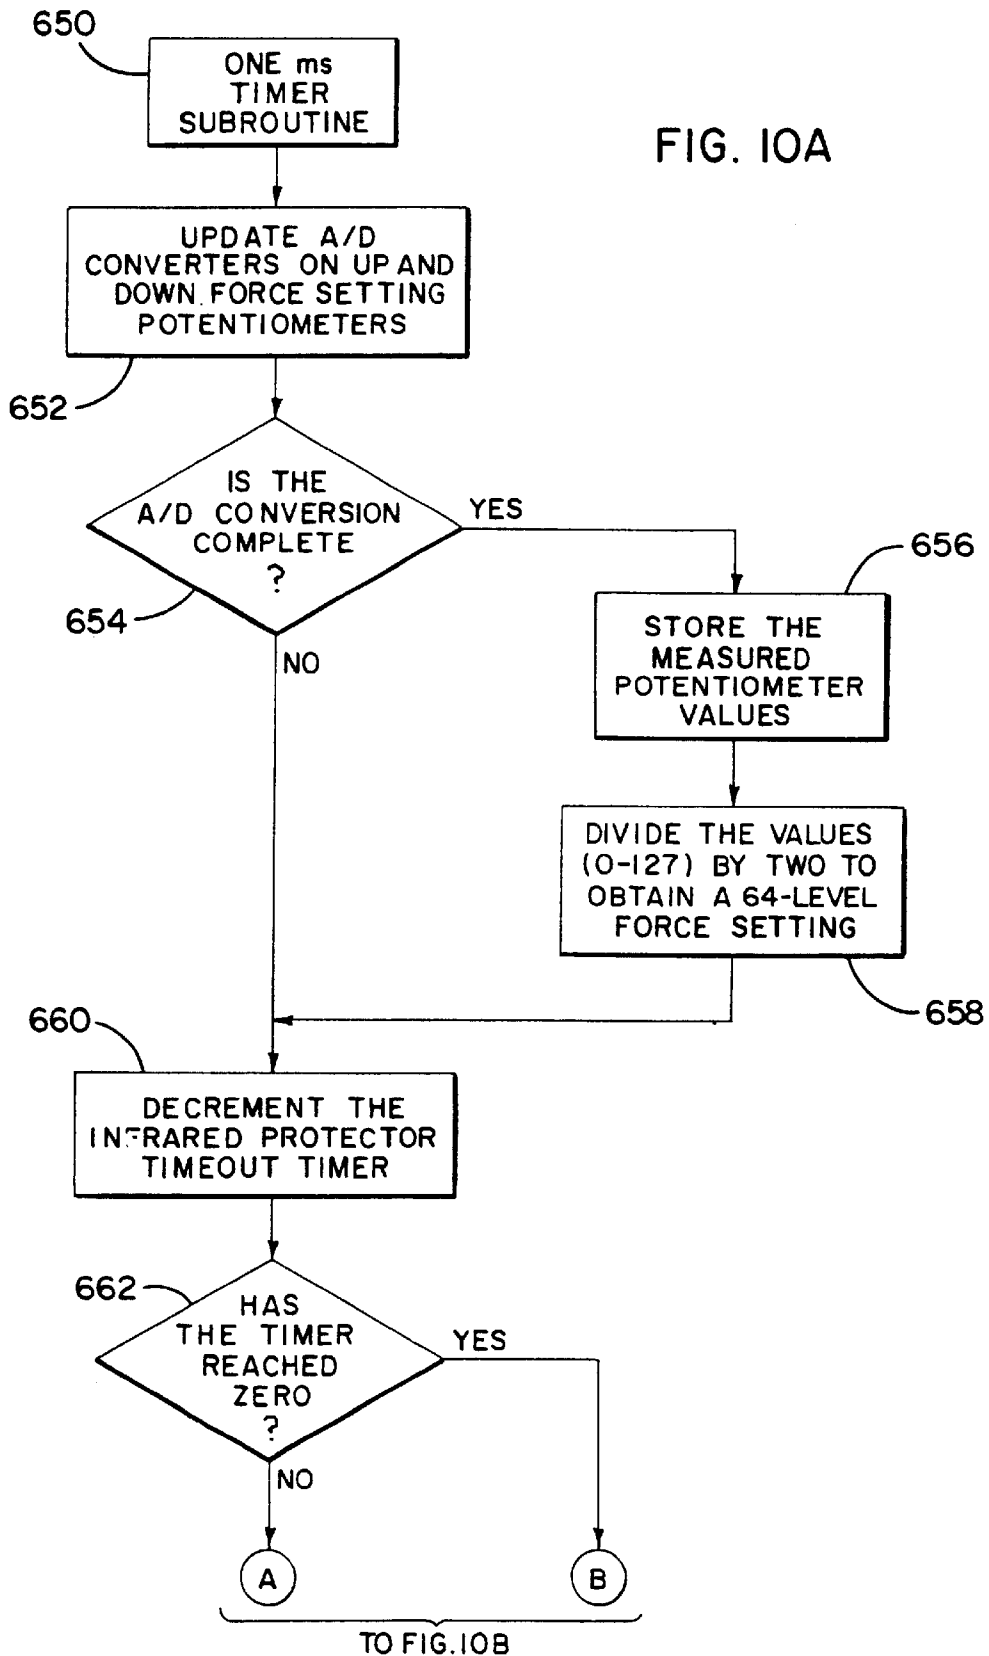 650
ONE ms
TIMER
SUBROUTINE
FIG. 10A
UPDATE A/D
CONVERTERS ON UP AND
DOWN FORCE SETTING
POTENTIOMETERS
652
IS THE
A/D CONVERSION
COMPLETE
?
YES
654
NO
656
STORE THE
MEASURED
POTENTIOMETER
VALUES
DIVIDE THE VALUES
(0-127) BY TWO TO
OBTAIN A 64-LEVEL
FORCE SETTING
658
660
DECREMENT THE
INFRARED PROTECTOR
TIMEOUT TIMER
662
HAS
THE TIMER
REACHED
ZERO
?
YES
NO
A
B
TO FIG. 10B